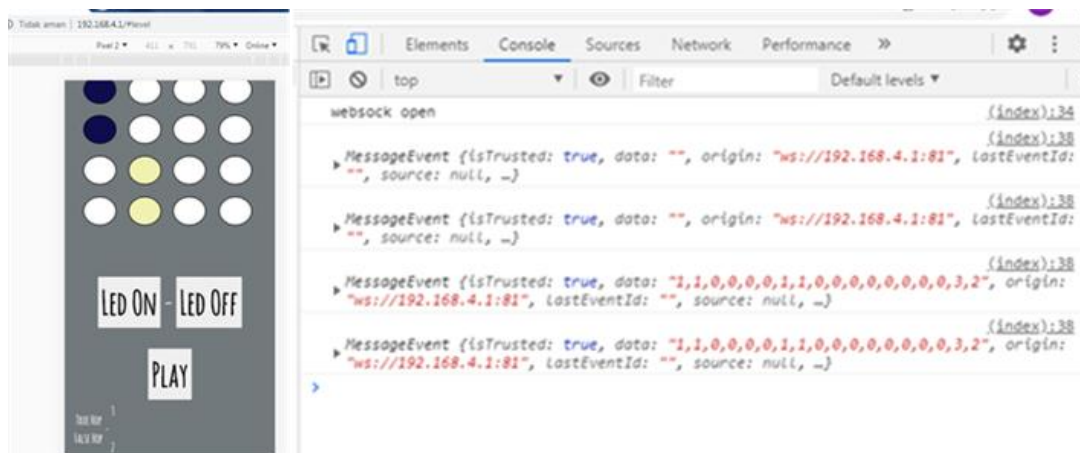 Tidak aman | 192.168.4.1/#level
Pixel 2 411 x 731 79% Online
Elements Console Sources Network Performance »
top Filter Default levels
websock open (index):34
(index):38
MessageEvent {isTrusted: true, data: "", origin: "ws://192.168.4.1:81", lastEventId:
"", source: null, …}
(index):38
MessageEvent {isTrusted: true, data: "", origin: "ws://192.168.4.1:81", lastEventId:
"", source: null, …}
(index):38
MessageEvent {isTrusted: true, data: "1,1,0,0,0,0,1,1,0,0,0,0,0,0,0,0,3,2", origin:
"ws://192.168.4.1:81", lastEventId: "", source: null, …}
(index):38
MessageEvent {isTrusted: true, data: "1,1,0,0,0,0,1,1,0,0,0,0,0,0,0,0,3,2", origin:
"ws://192.168.4.1:81", lastEventId: "", source: null, …}
LED ON - LED OFF
PLAY
TRUE HOP
FALSE HOP